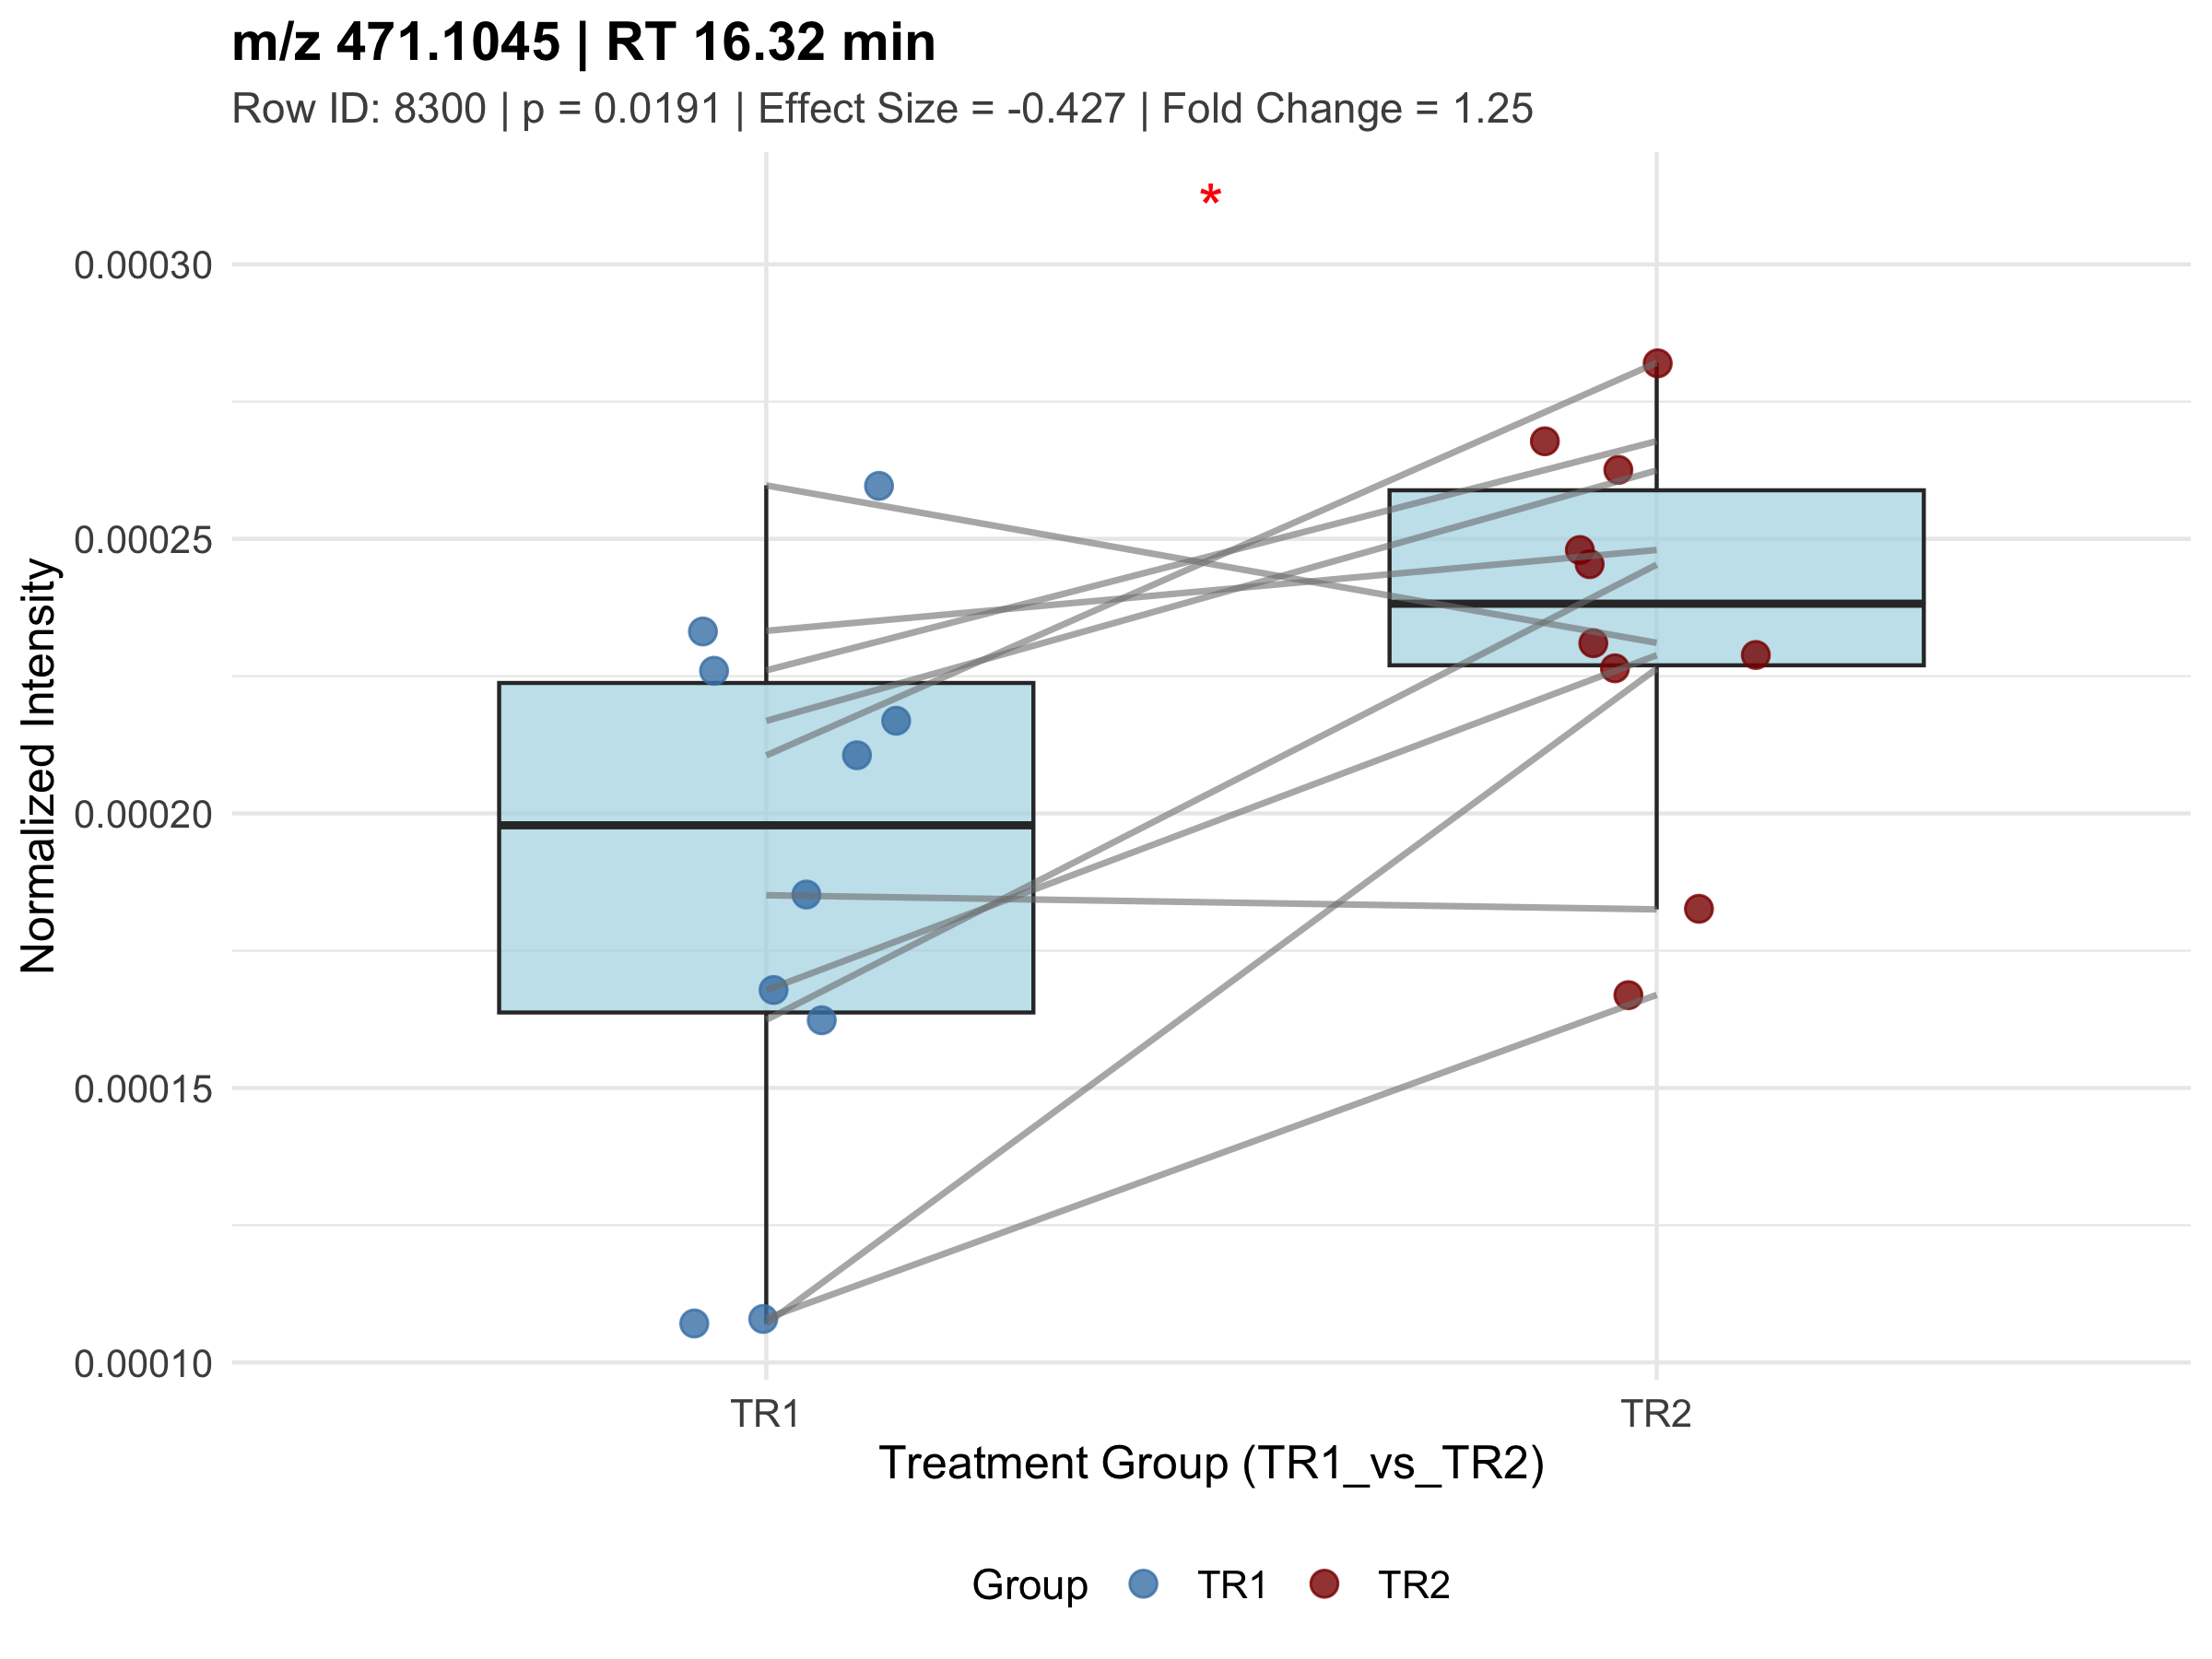 m/z 471.1045 | RT 16.32 min
Row ID: 8300 | p = 0.0191 | Effect Size = -0.427 | Fold Change = 1.25
*
Normalized Intensity
0.00030
0.00025
0.00020
0.00015
0.00010
TR1 TR2
Treatment Group (TR1_vs_TR2)
Group TR1 TR2